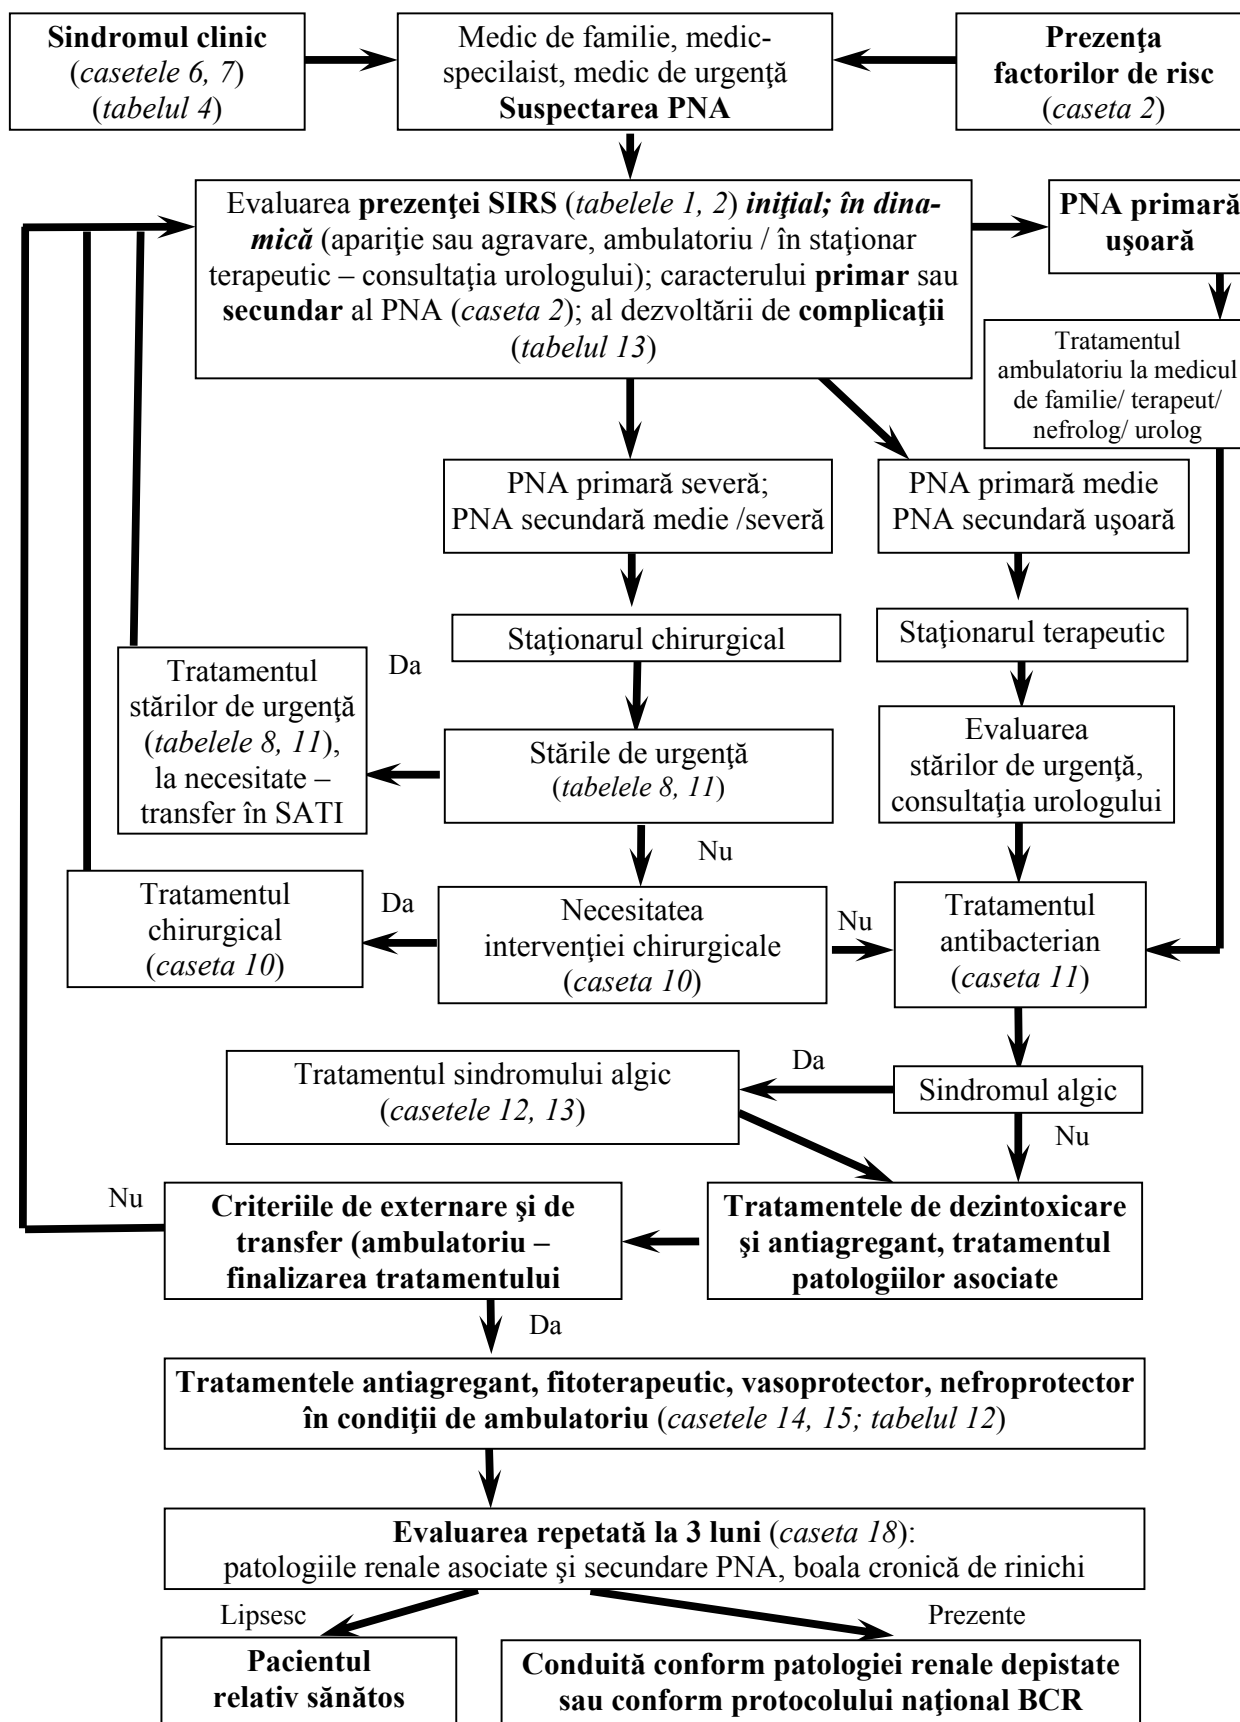 Sindromul clinic
(casetele 6, 7)
(tabelul 4)
Medic de familie, medic-
specilaist, medic de urgenţă
Suspectarea PNA
Prezenţa
factorilor de risc
(caseta 2)
Evaluarea prezenţei SIRS (tabelele 1, 2) iniţial; în dina-
mică (apariţie sau agravare, ambulatoriu / în staţionar
terapeutic – consultaţia urologului); caracterului primar sau
secundar al PNA (caseta 2); al dezvoltării de complicaţii
(tabelul 13)
PNA primară
uşoară
Tratamentul
ambulatoriu la medicul
de familie/ terapeut/
nefrolog/ urolog
PNA primară severă;
PNA secundară medie /severă
PNA primară medie
PNA secundară uşoară
Staţionarul chirurgical
Staţionarul terapeutic
Tratamentul
stărilor de urgenţă
(tabelele 8, 11),
la necesitate –
transfer în SATI
Da
Stările de urgenţă
(tabelele 8, 11)
Evaluarea
stărilor de urgenţă,
consultaţia urologului
Nu
Tratamentul
chirurgical
(caseta 10)
Da
Necesitatea
intervenţiei chirurgicale
(caseta 10)
Nu
Tratamentul
antibacterian
(caseta 11)
Tratamentul sindromului algic
(casetele 12, 13)
Da
Sindromul algic
Nu
Nu
Criteriile de externare şi de
transfer (ambulatoriu –
finalizarea tratamentului
Tratamentele de dezintoxicare
şi antiagregant, tratamentul
patologiilor asociate
Da
Tratamentele antiagregant, fitoterapeutic, vasoprotector, nefroprotector
în condiţii de ambulatoriu (casetele 14, 15; tabelul 12)
Evaluarea repetată la 3 luni (caseta 18):
patologiile renale asociate şi secundare PNA, boala cronică de rinichi
Lipsesc
Prezente
Pacientul
relativ sănătos
Conduită conform patologiei renale depistate
sau conform protocolului naţional BCR